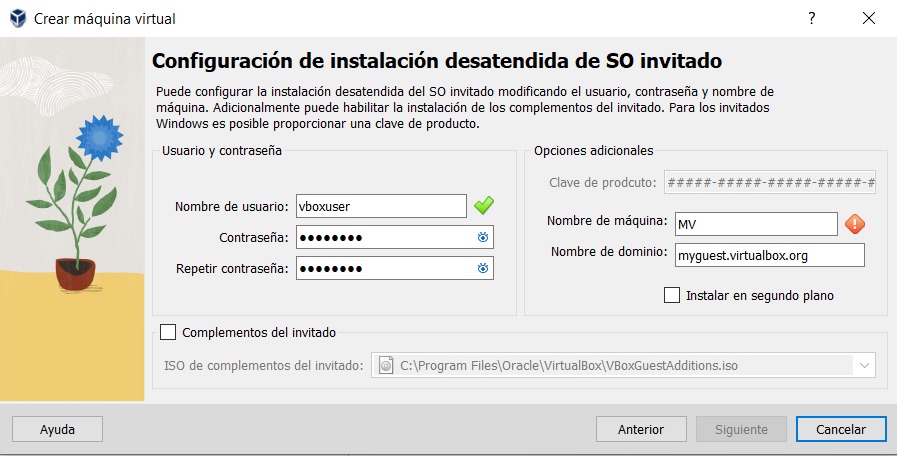 Crear máquina virtual
?
Configuración de instalación desatendida de SO invitado
Puede configurar la instalación desatendida del SO invitado modificando el usuario, contraseña y nombre de
máquina. Adicionalmente puede habilitar la instalación de los complementos del invitado. Para los invitados
Windows es posible proporcionar una clave de producto.
Usuario y contraseña
Nombre de usuario: vboxuser
Contraseña: ●●●●●●●●
Repetir contraseña: ●●●●●●●●
Opciones adicionales
Clave de prodcuto: #####-#####-#####-#####-#
Nombre de máquina: MV
Nombre de dominio: myguest.virtualbox.org
Instalar en segundo plano
Complementos del invitado
ISO de complementos del invitado: C:\Program Files\Oracle\VirtualBox\VBoxGuestAdditions.iso
Ayuda
Anterior
Siguiente
Cancelar